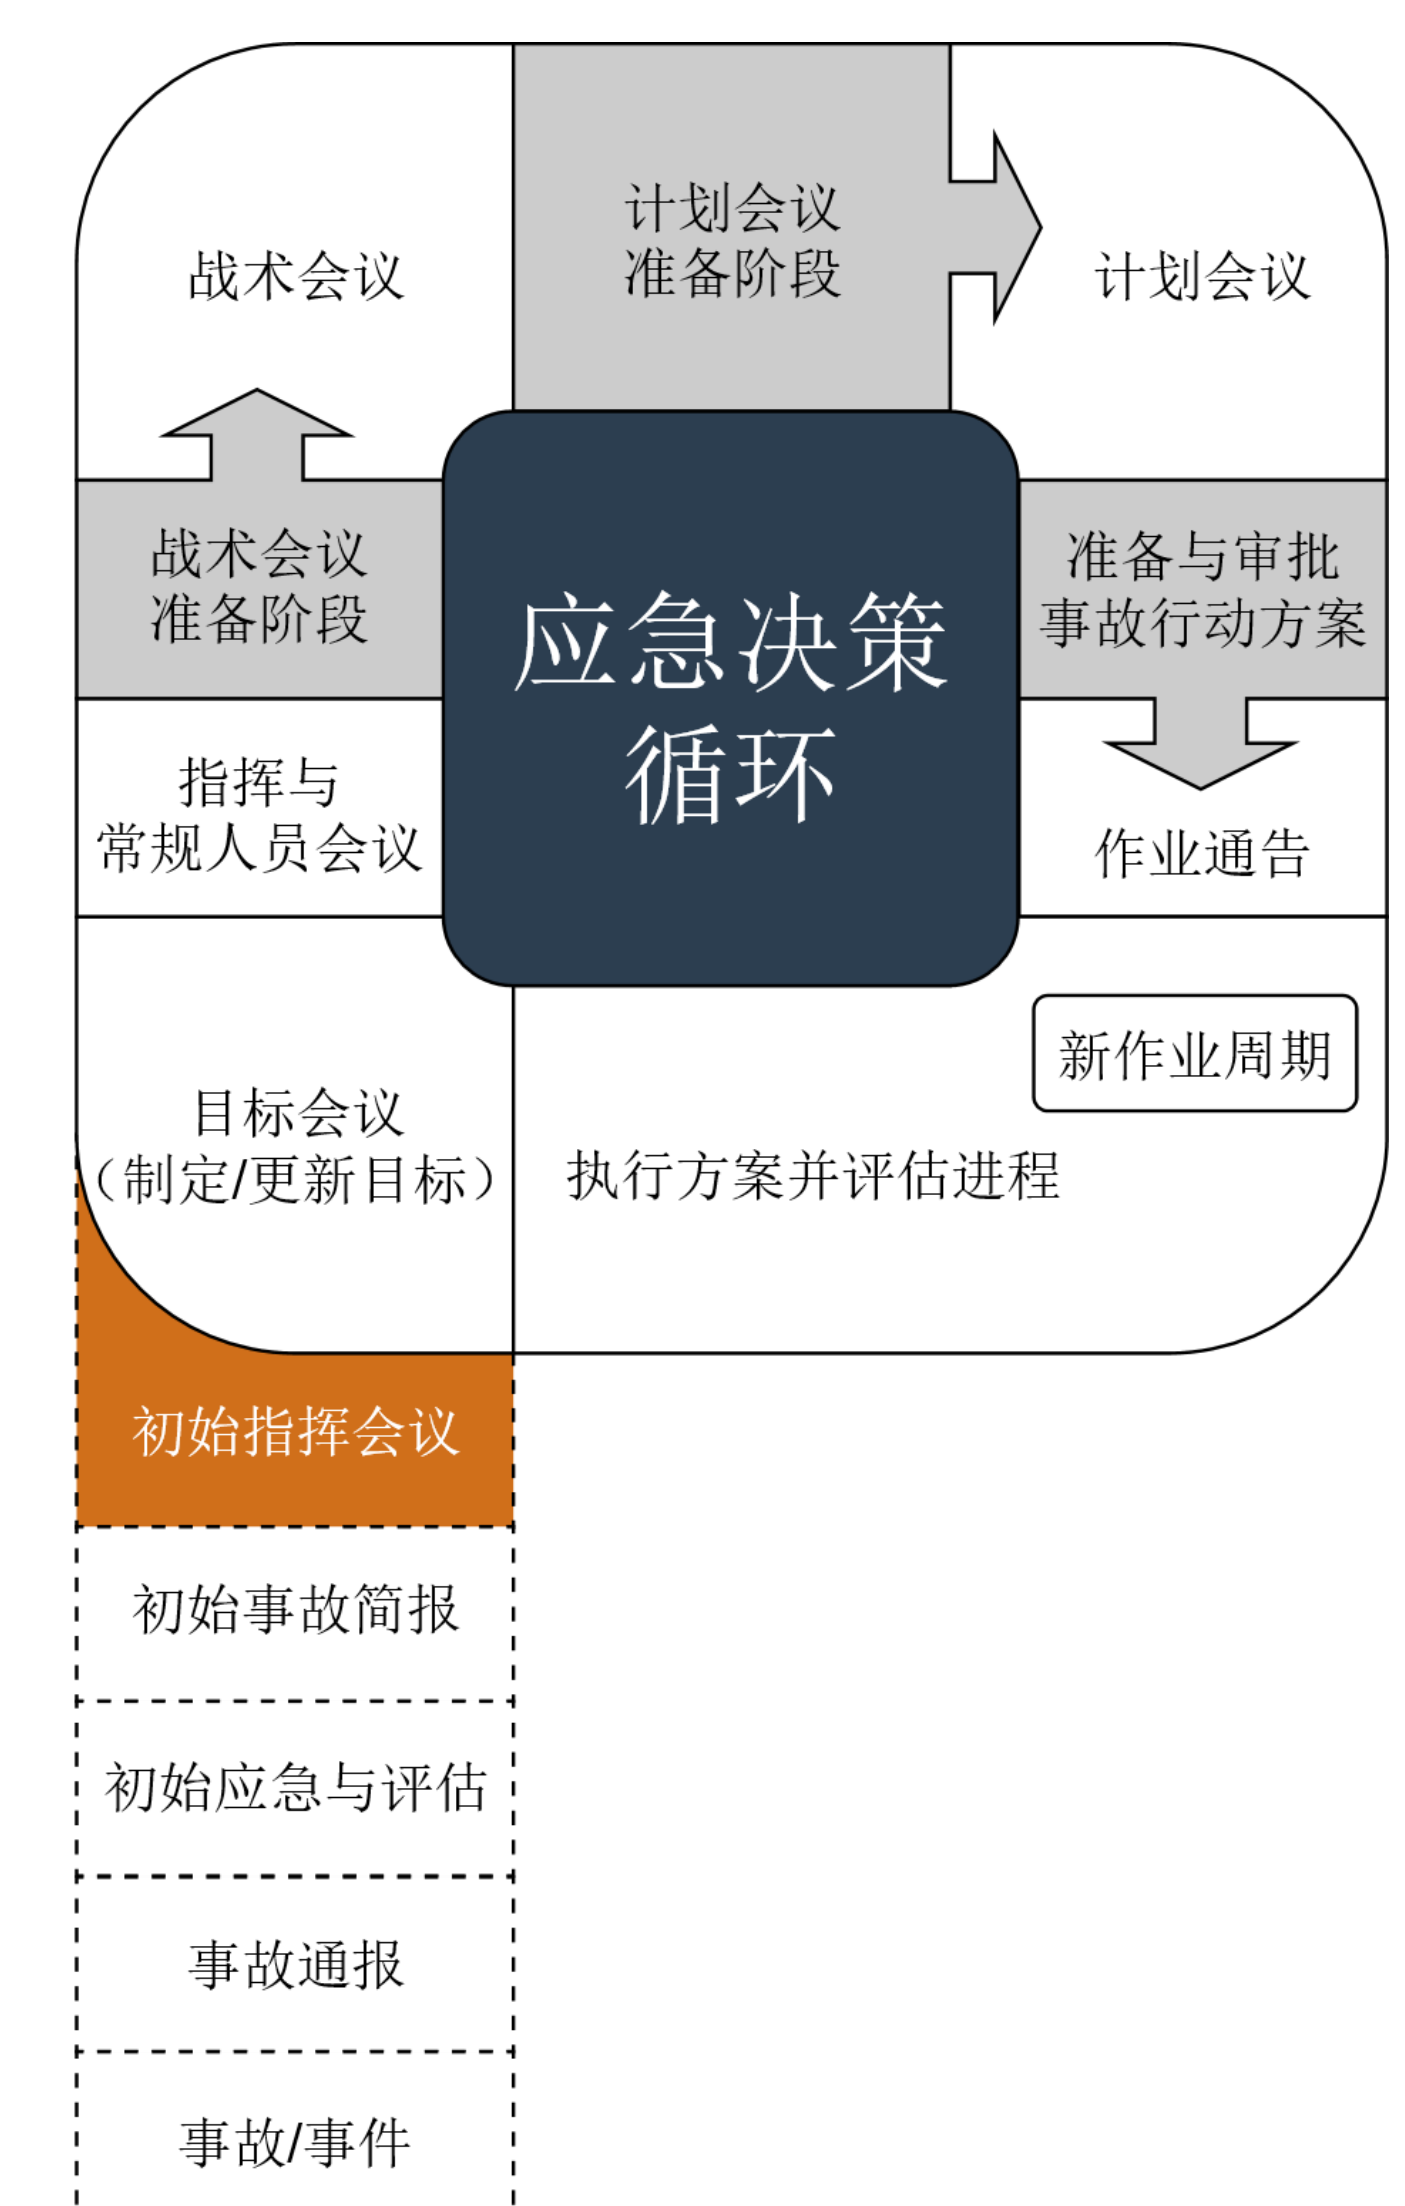 计划会议
准备阶段
战术会议
计划会议
战术会议
准备阶段
准备与审批
事故行动方案
应急决策
循环
指挥与
常规人员会议
作业通告
新作业周期
目标会议
（制定/更新目标）
执行方案并评估进程
初始指挥会议
初始事故简报
初始应急与评估
事故通报
事故/事件